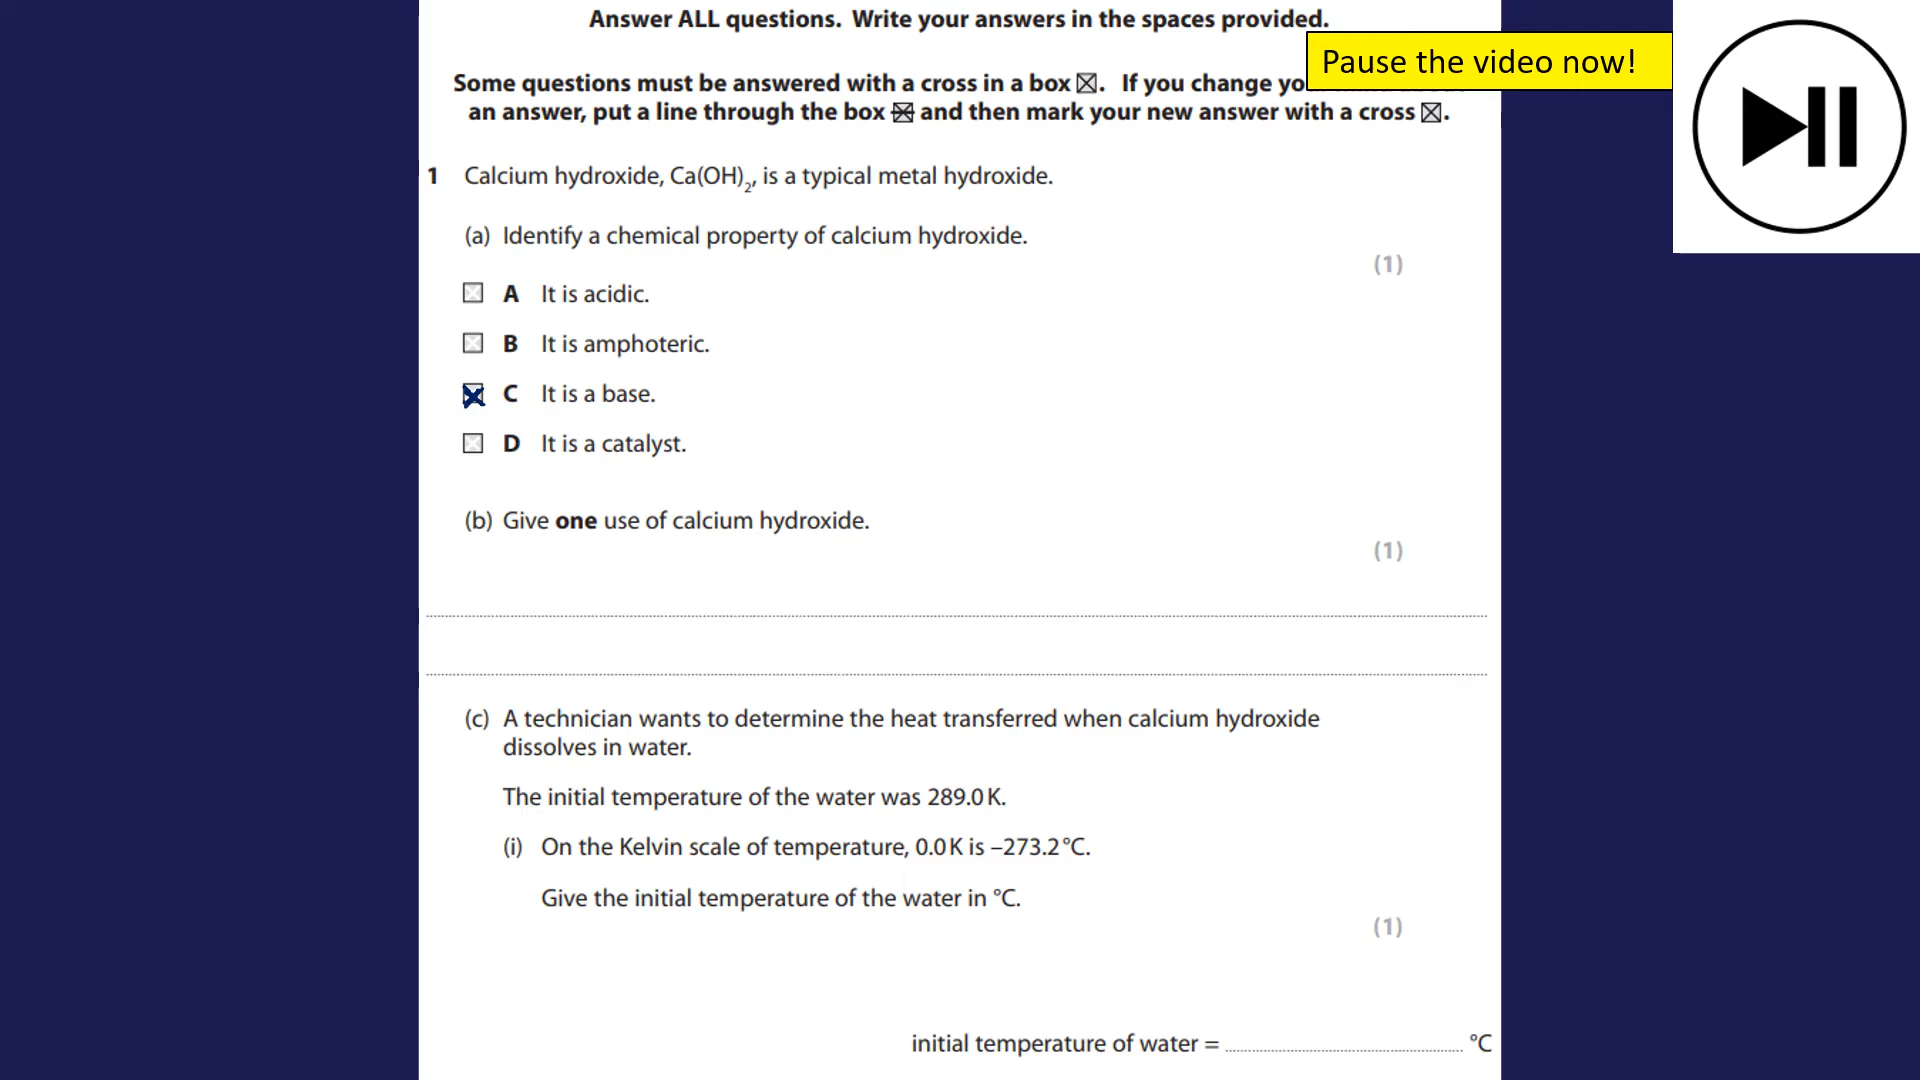 Answer ALL questions. Write your answers in the spaces provided.
Pause the video now!
Some questions must be answered with a cross in a box ☒. If you change yo
an answer, put a line through the box ☒ and then mark your new answer with a cross ☒.
1 Calcium hydroxide, Ca(OH)₂, is a typical metal hydroxide.
(a) Identify a chemical property of calcium hydroxide.
(1)
A It is acidic.
B It is amphoteric.
C It is a base.
D It is a catalyst.
(b) Give one use of calcium hydroxide.
(1)
(c) A technician wants to determine the heat transferred when calcium hydroxide
dissolves in water.
The initial temperature of the water was 289.0 K.
(i) On the Kelvin scale of temperature, 0.0 K is –273.2 °C.
Give the initial temperature of the water in °C.
(1)
initial temperature of water = ........ °C